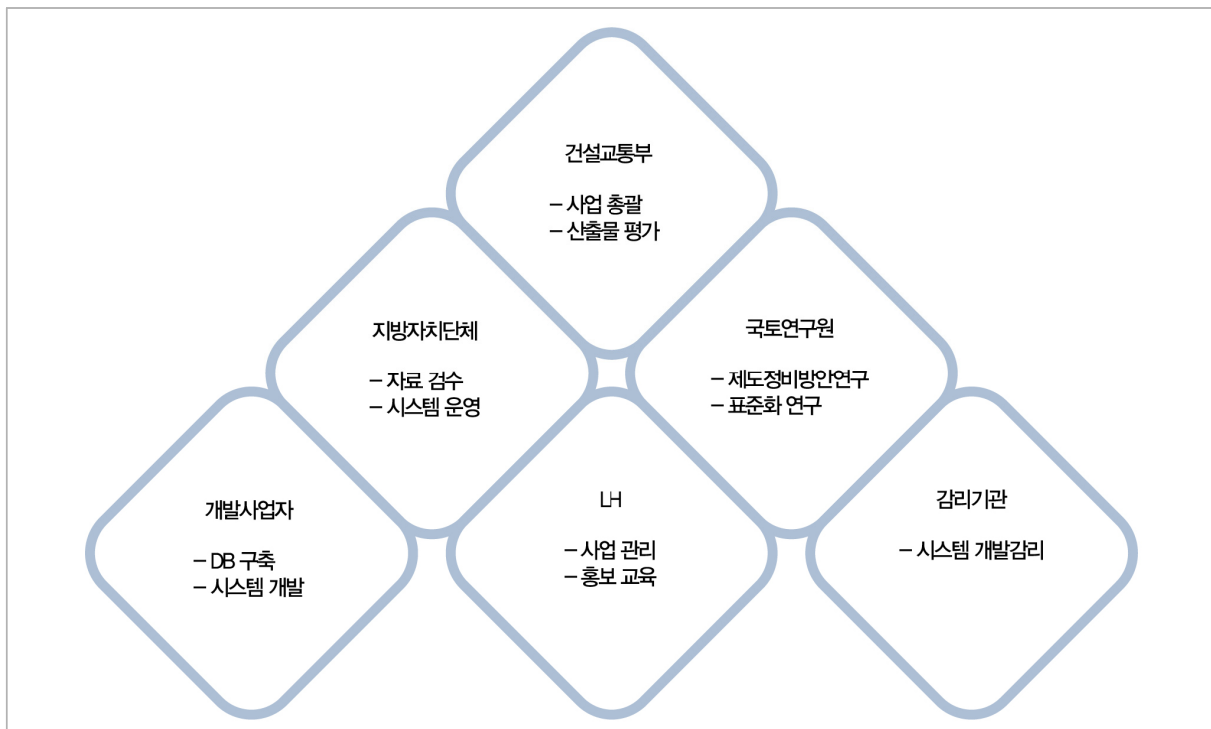 건설교통부
– 사업 총괄
– 산출물 평가
지방자치단체
– 자료 검수
– 시스템 운영
국토연구원
– 제도정비방안연구
– 표준화 연구
개발사업자
– DB 구축
– 시스템 개발
LH
– 사업 관리
– 홍보 교육
감리기관
– 시스템 개발감리